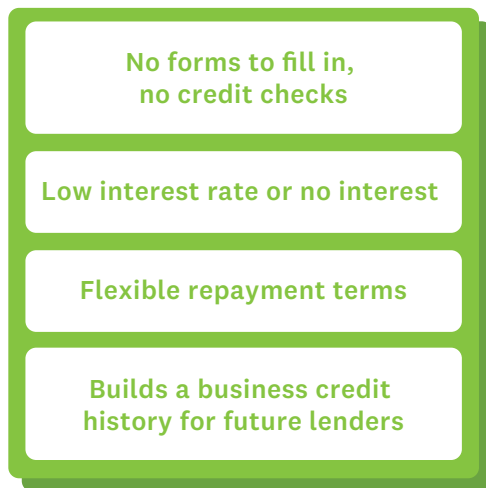 No forms to fill in,
no credit checks
Low interest rate or no interest
Flexible repayment terms
Builds a business credit
history for future lenders